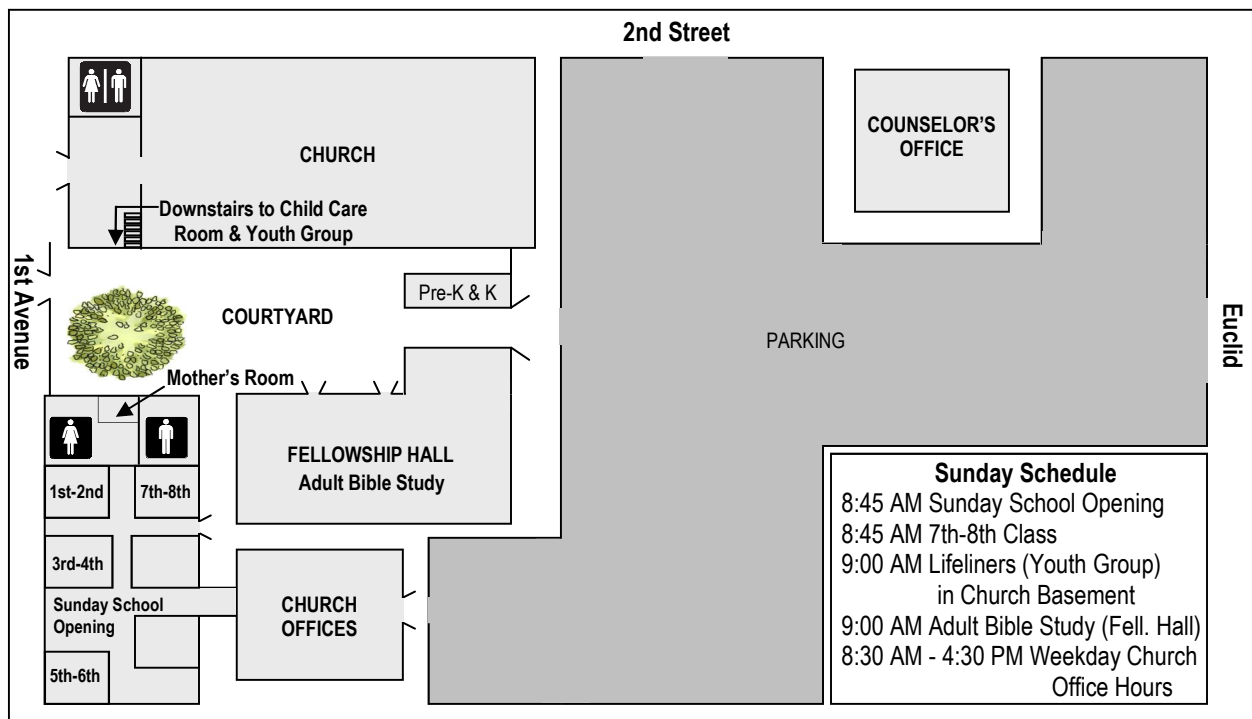 2nd Street
CHURCH
Downstairs to Child Care
Room & Youth Group
COUNSELOR'S
OFFICE
1st Avenue
Pre-K & K
COURTYARD
PARKING
Euclid
Mother's Room
FELLOWSHIP HALL
Adult Bible Study
1st-2nd
7th-8th
3rd-4th
Sunday School
Opening
5th-6th
CHURCH
OFFICES
Sunday Schedule
8:45 AM Sunday School Opening
8:45 AM 7th-8th Class
9:00 AM Lifeliners (Youth Group)
in Church Basement
9:00 AM Adult Bible Study (Fell. Hall)
8:30 AM - 4:30 PM Weekday Church
Office Hours